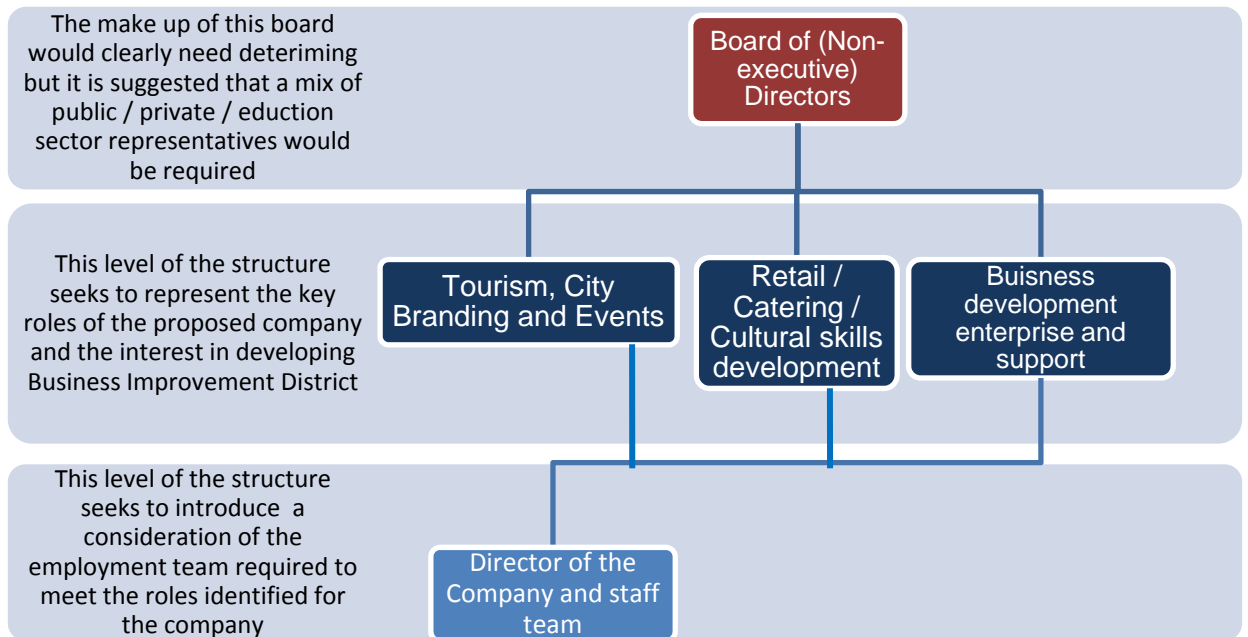 The make up of this board
would clearly need deteriming
but it is suggested that a mix of
public / private / eduction
sector representatives would
be required
Board of (Non-
executive)
Directors
This level of the structure
seeks to represent the key
roles of the proposed company
and the interest in developing
Business Improvement District
Tourism, City
Branding and Events
Retail /
Catering /
Cultural skills
development
Buisness
development
enterprise and
support
This level of the structure
seeks to introduce a
consideration of the
employment team required to
meet the roles identified for
the company
Director of the
Company and staff
team